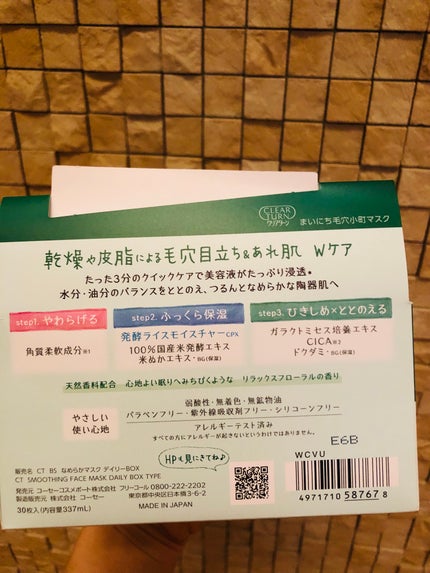 CLEAR TURN
クリアターン
まいにち毛穴小町マスク
乾燥や皮脂による毛穴目立ち&あれ肌 Wケア
たった3分のクイックケアで美容液がたっぷり浸透。
水分・油分のバランスをととのえ、つるんとなめらかな陶器肌へ
step1. やわらげる
角質柔軟成分※1
step2. ふっくら保湿
発酵ライスモイスチャーCPX
100%国産米発酵エキス
米ぬかエキス・BG(保湿)
step3. ひきしめ×ととのえる
ガラクトミセス培養エキス
CICA※2
ドクダミ・BG(保湿)
天然香料配合 心地よい眠りへみちびくような リラックスフローラルの香り
やさしい
使い心地
弱酸性・無着色・無鉱物油
パラベンフリー・紫外線吸収剤フリー・シリコーンフリー
アレルギーテスト済み
すべての方にアレルギーが起きないというわけではありません。
E6B
HPも見にきてね♪
WCVU
4971710 58767 8
販売名 CT BS なめらかマスク デイリーBOX
CT SMOOTHING FACE MASK DAILY BOX TYPE
発売元 コーセーコスメポート株式会社 フリーコール 0800-222-2202
製造販売元 株式会社 コーセー 東京都中央区日本橋3-6-2
30枚入(内容量337mL) MADE IN JAPAN